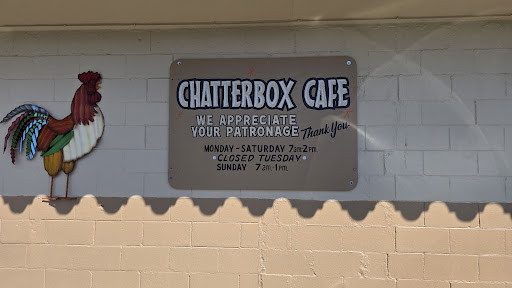 CHATTERBOX CAFE
WE APPRECIATE
YOUR PATRONAGE Thank You
MONDAY - SATURDAY 7am 2pm.
• CLOSED TUESDAY •
SUNDAY 7am-1pm.